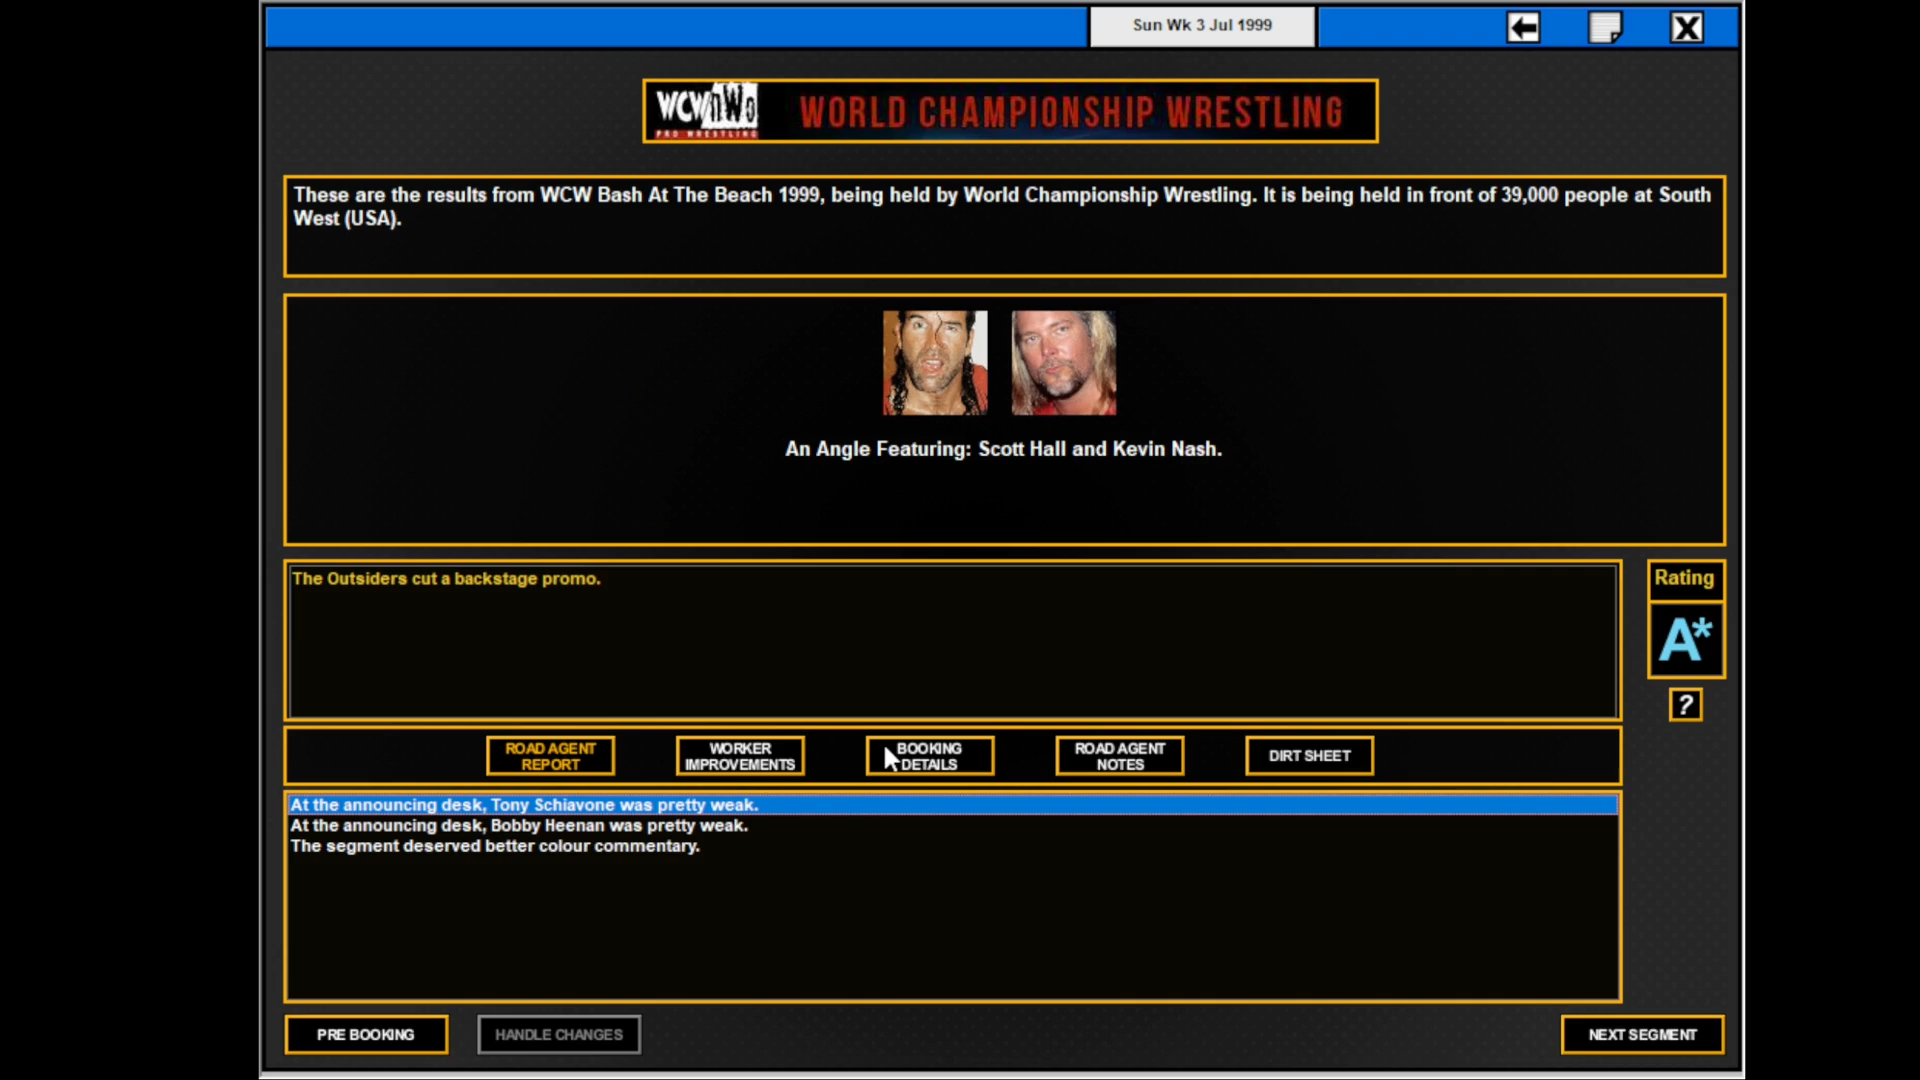 Sun Wk 3 Jul 1999
WCW nWo
PRO WRESTLING
WORLD CHAMPIONSHIP WRESTLING
These are the results from WCW Bash At The Beach 1999, being held by World Championship Wrestling. It is being held in front of 39,000 people at South
West (USA).
An Angle Featuring: Scott Hall and Kevin Nash.
The Outsiders cut a backstage promo.
Rating
A*
?
ROAD AGENT
REPORT
WORKER
IMPROVEMENTS
BOOKING
DETAILS
ROAD AGENT
NOTES
DIRT SHEET
At the announcing desk, Tony Schiavone was pretty weak.
At the announcing desk, Bobby Heenan was pretty weak.
The segment deserved better colour commentary.
PRE BOOKING
HANDLE CHANGES
NEXT SEGMENT